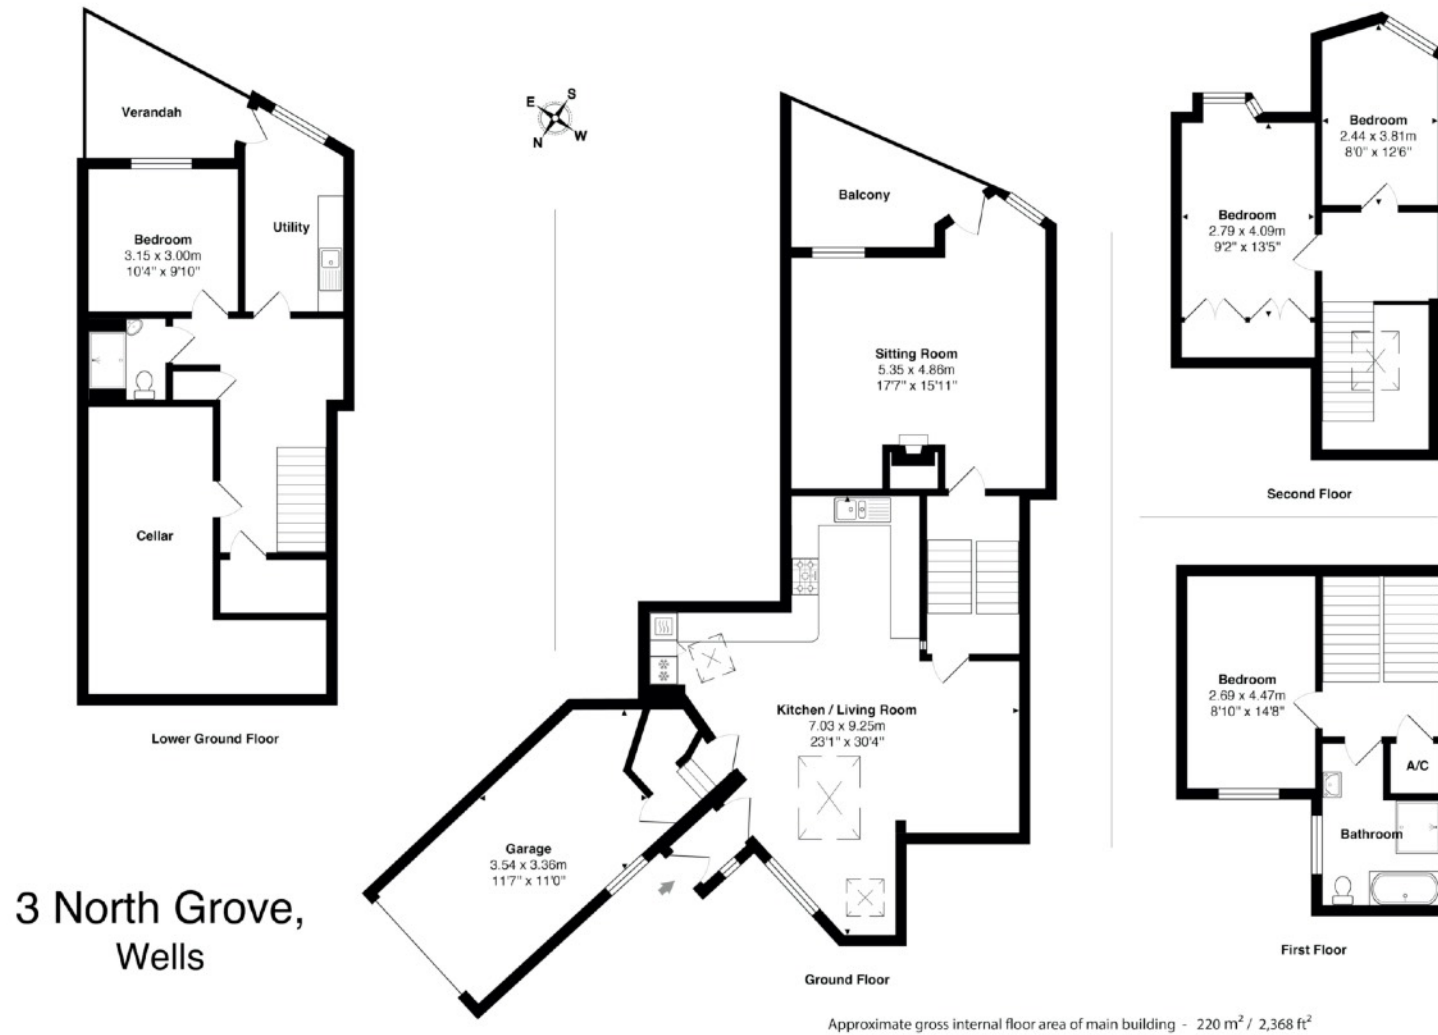 Verandah
Bedroom
3.15 x 3.00m
10'4" x 9'10"
Utility
Cellar
Lower Ground Floor
E
S
N
W
Balcony
Sitting Room
5.35 x 4.86m
17'7" x 15'11"
Kitchen / Living Room
7.03 x 9.25m
23'1" x 30'4"
Garage
3.54 x 3.36m
11'7" x 11'0"
Ground Floor
Bedroom
2.44 x 3.81m
8'0" x 12'6"
Bedroom
2.79 x 4.09m
9'2" x 13'5"
Second Floor
Bedroom
2.69 x 4.47m
8'10" x 14'8"
A/C
Bathroom
First Floor
3 North Grove,
Wells
Approximate gross internal floor area of main building - 220 m² / 2,368 ft²